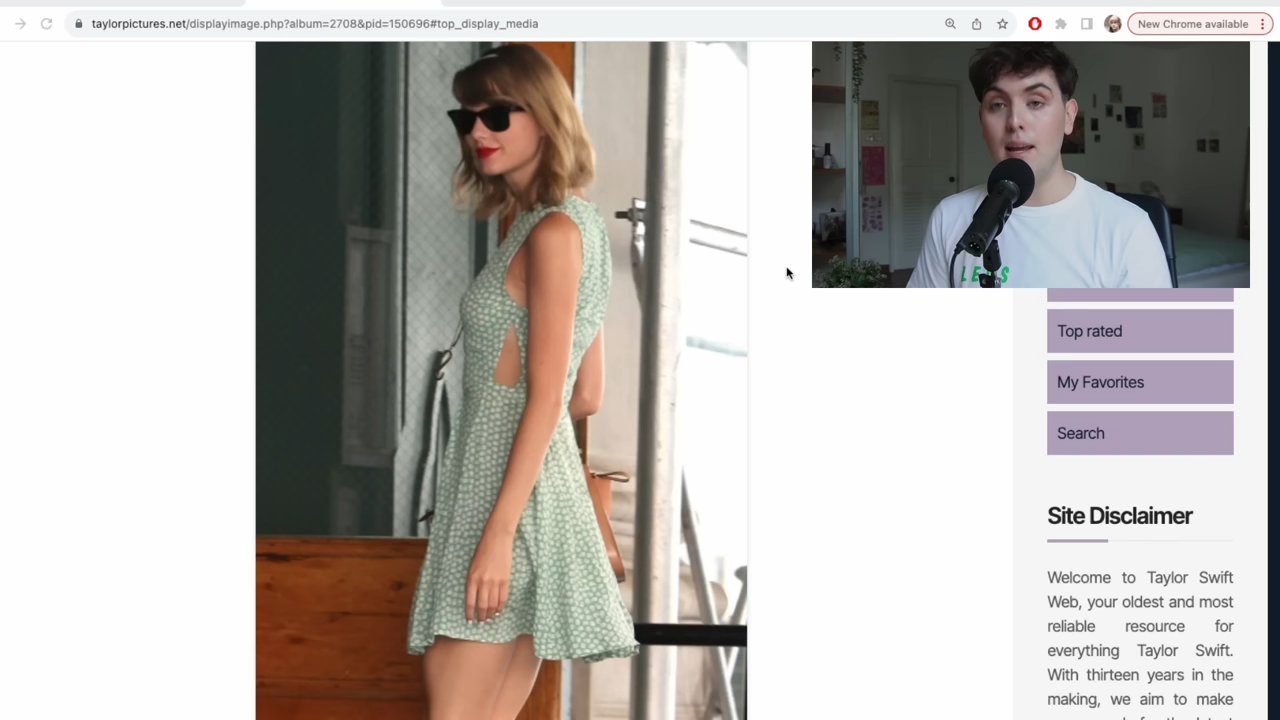 taylorpictures.net/displayimage.php?album=2708&pid=150696#top_display_media
New Chrome available
Top rated
My Favorites
Search
Site Disclaimer
Welcome to Taylor Swift
Web, your oldest and most
reliable resource for
everything Taylor Swift.
With thirteen years in the
making, we aim to make